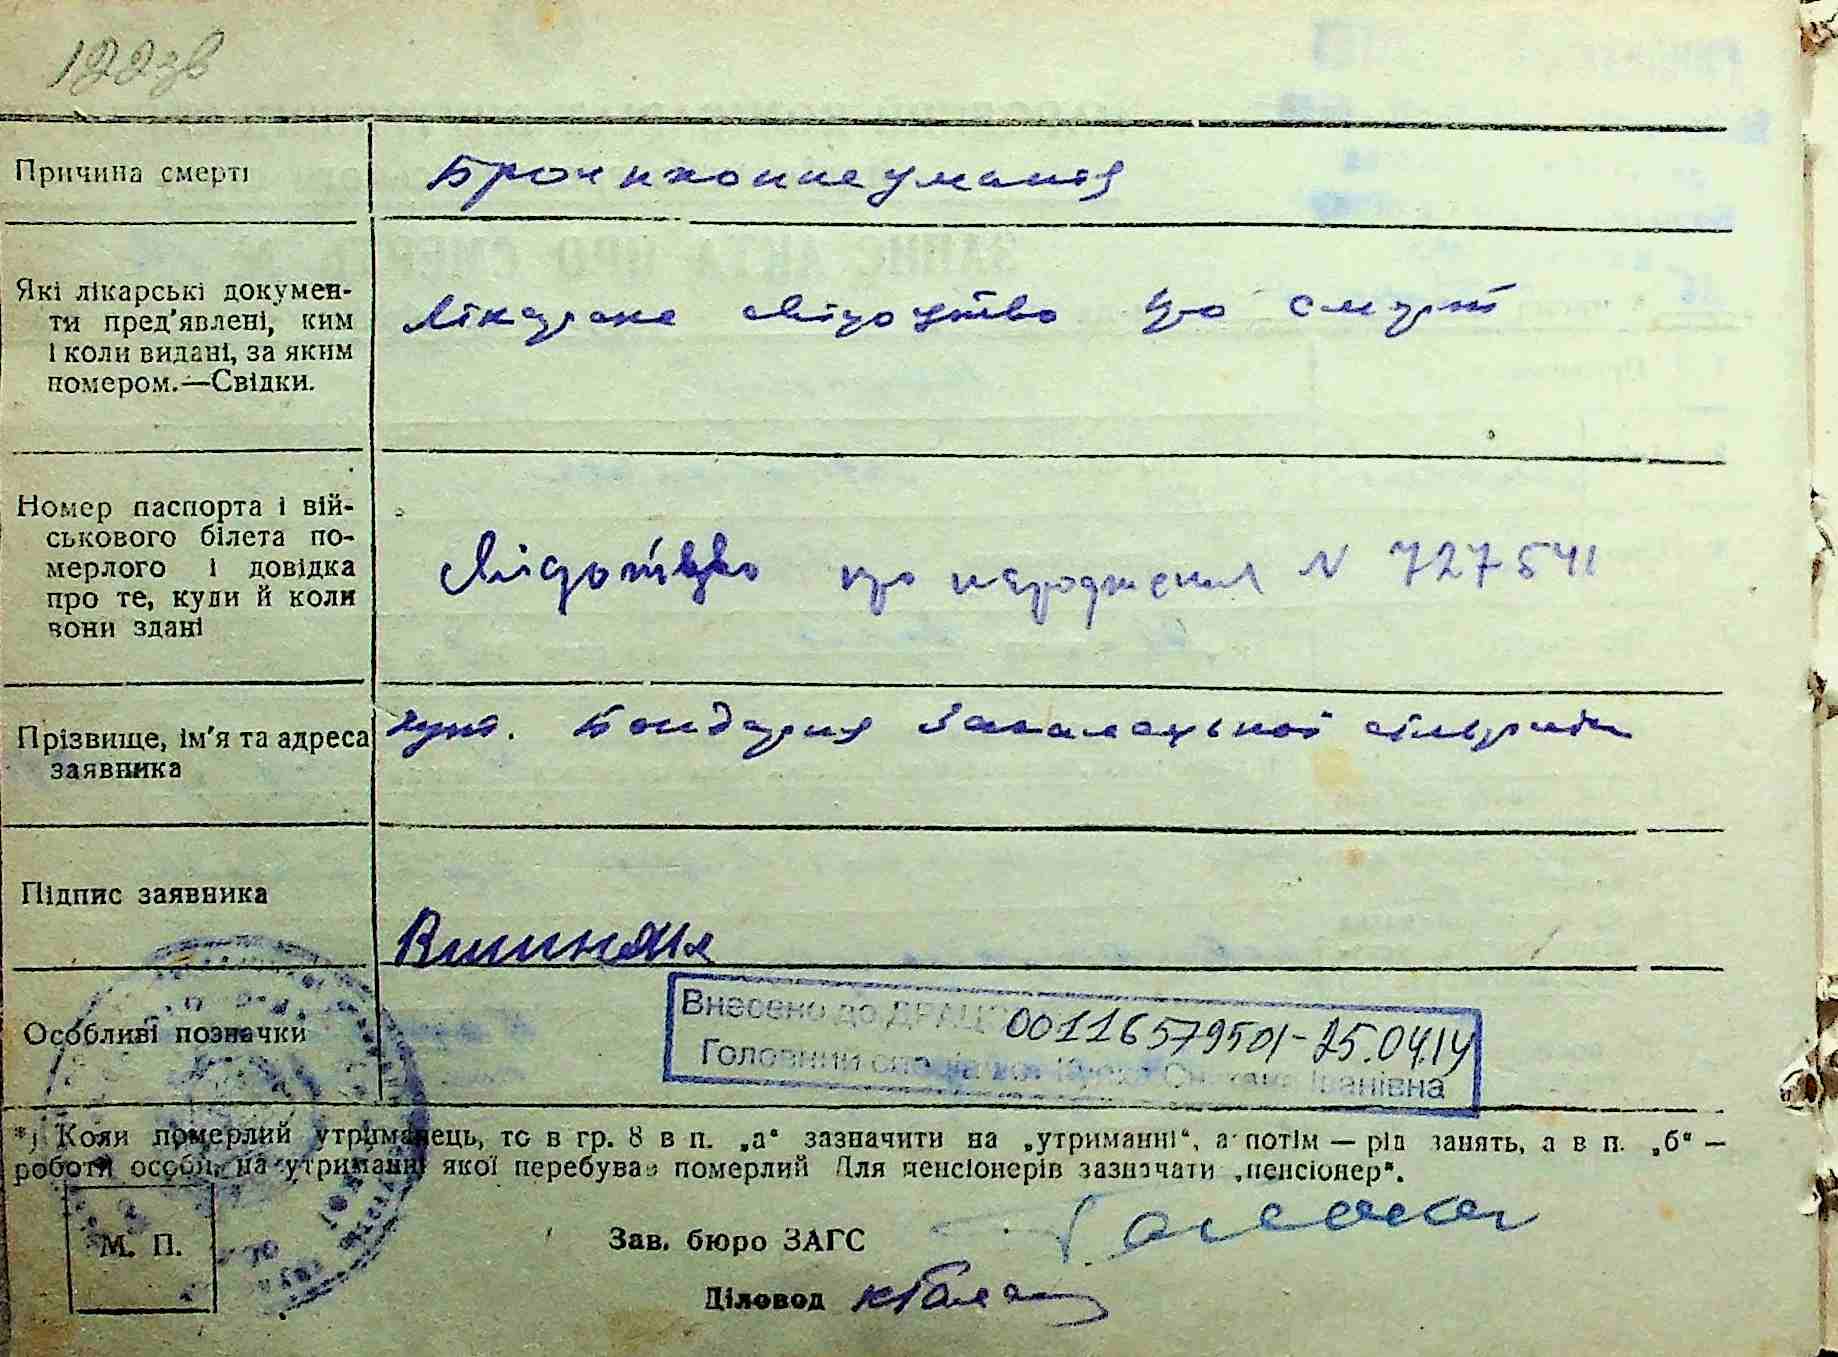 122зв
Причина смерті
Бронхопневмонія
Які лікарські докумен-
ти пред'явлені, ким
і коли видані, за яким
номером.—Свідки.
Лікарське свідоцтво про смерть
Номер паспорта і вій-
ськового білета по-
мерлого і довідка
про те, куди й коли
вони здані
Свідоцтво про народження N 727541
Прізвище, ім'я та адреса
заявника
хут. Бондарня сільради
Підпис заявника
Особливі позначки
Внесено до ДРАЦС 00116579501-25.04.14
Головний спеціаліст Іванівна
*) Коли померлий утриманець, то в гр. 8 в п. „а“ зазначити на „утриманні“, а потім — рід занять, а в п. „б“ —
роботи особи, на утриманні якої перебував померлий Для пенсіонерів зазначати „пенсіонер“.
М. П.
Зав. бюро ЗАГС
Діловод